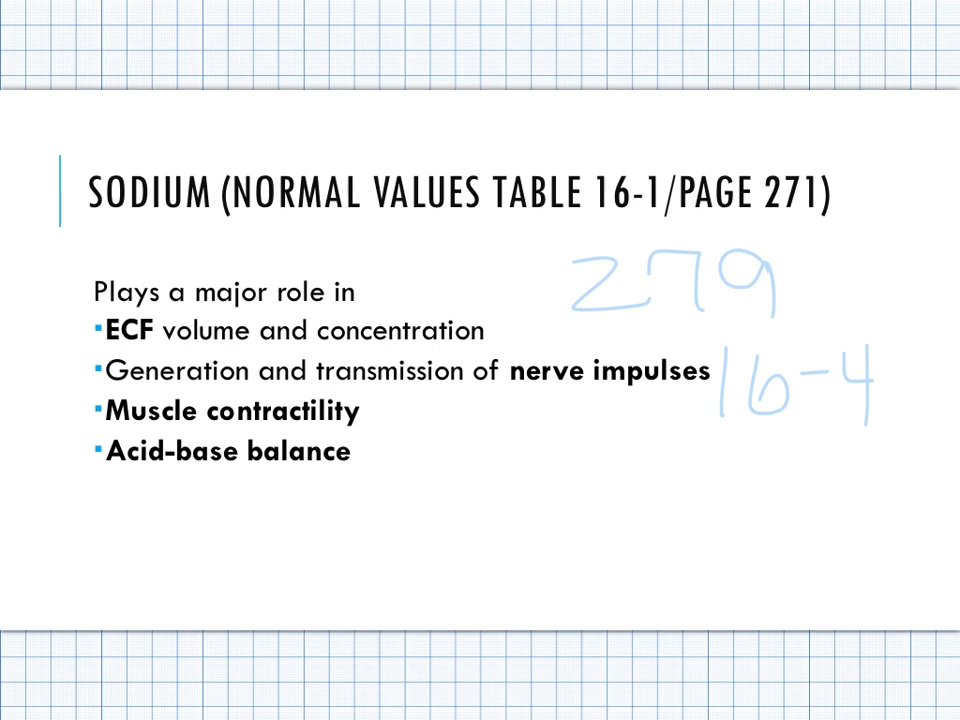 SODIUM (NORMAL VALUES TABLE 16-1/PAGE 271)
279
Plays a major role in
▪ECF volume and concentration
▪Generation and transmission of nerve impulses
16-4
▪Muscle contractility
▪Acid-base balance